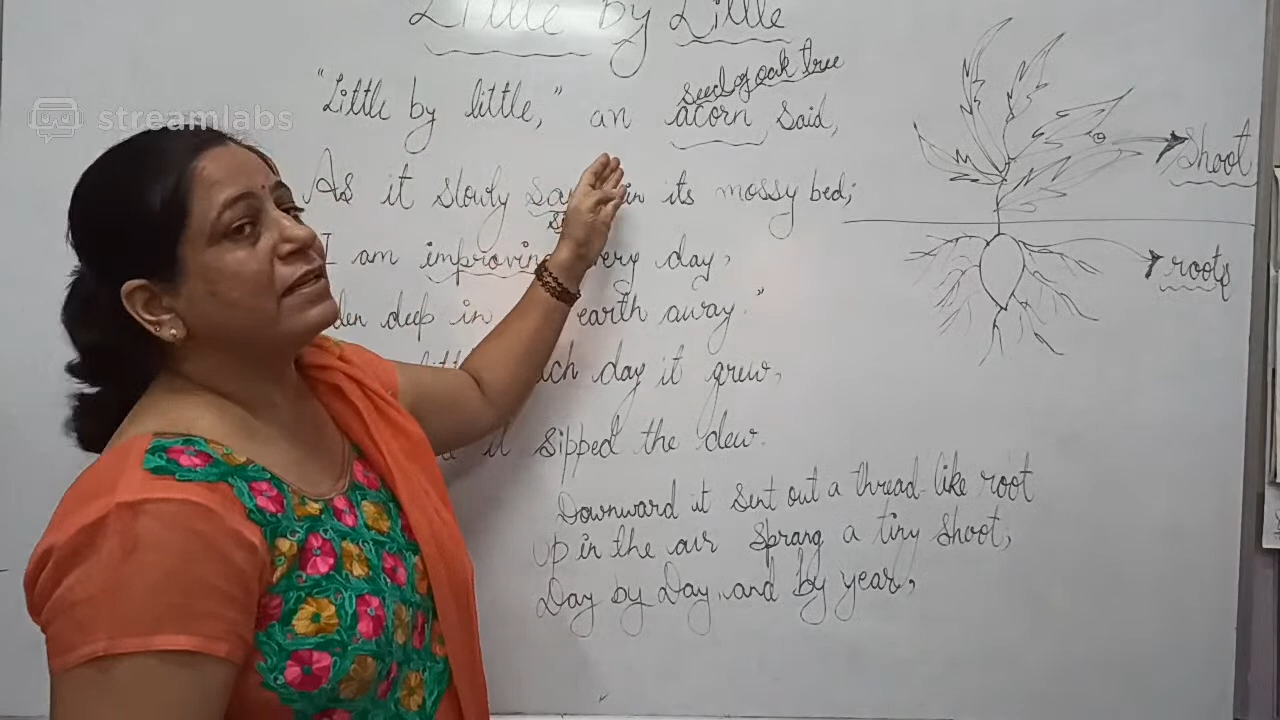 streamlabs
Little by Little
seed of oak tree
"Little by little," an acorn said,
As it slowly in its mossy bed;
I am improving every day,
deep in earth away."
day it grew,
it sipped the dew.
Downward it sent out a thread-like root
Up in the air sprang a tiny shoot,
Day by Day, and by year,
Shoot
roots